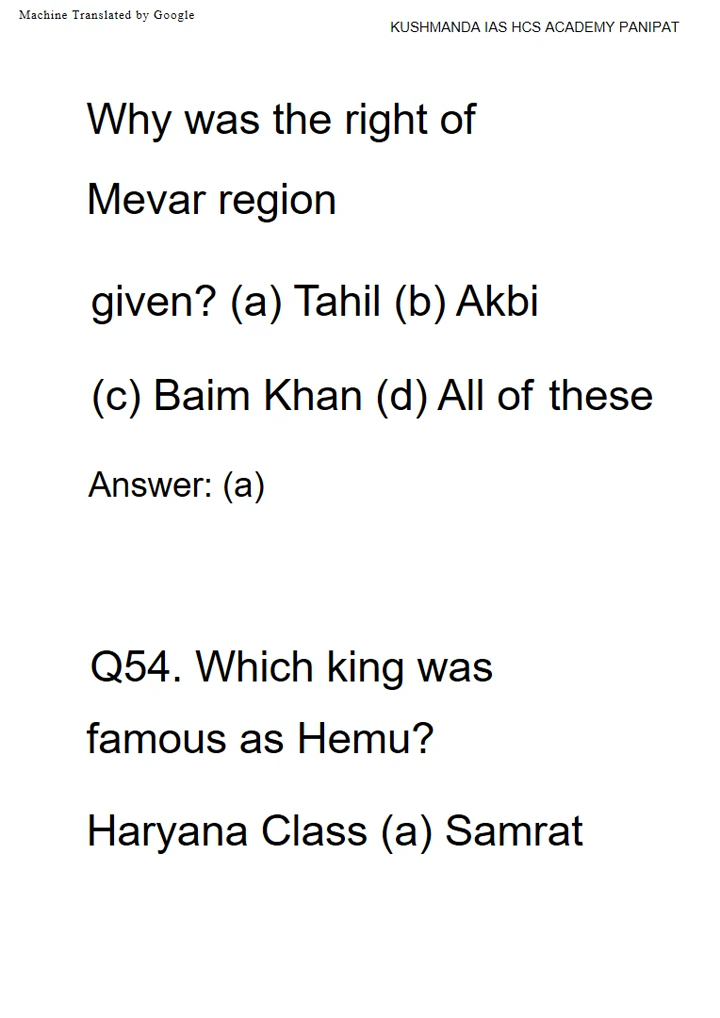 Machine Translated by Google
KUSHMANDA IAS HCS ACADEMY PANIPAT
Why was the right of
Mevar region
given? (a) Tahil (b) Akbi
(c) Baim Khan (d) All of these
Answer: (a)
Q54. Which king was
famous as Hemu?
Haryana Class (a) Samrat